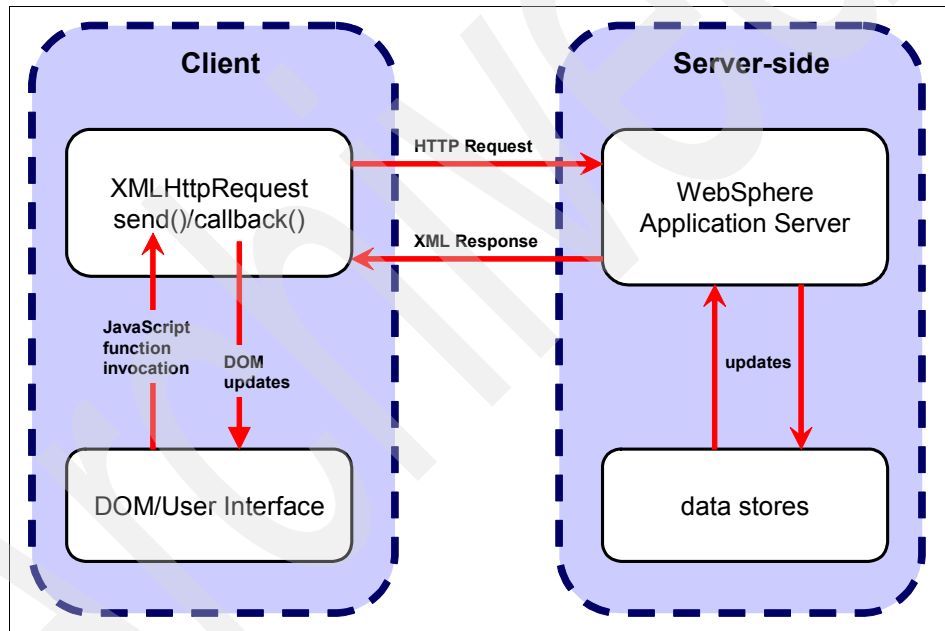 Client
Server-side
HTTP Request
XMLHttpRequest
send()/callback()
WebSphere
Application Server
XML Response
JavaScript
function
invocation
DOM
updates
updates
DOM/User Interface
data stores